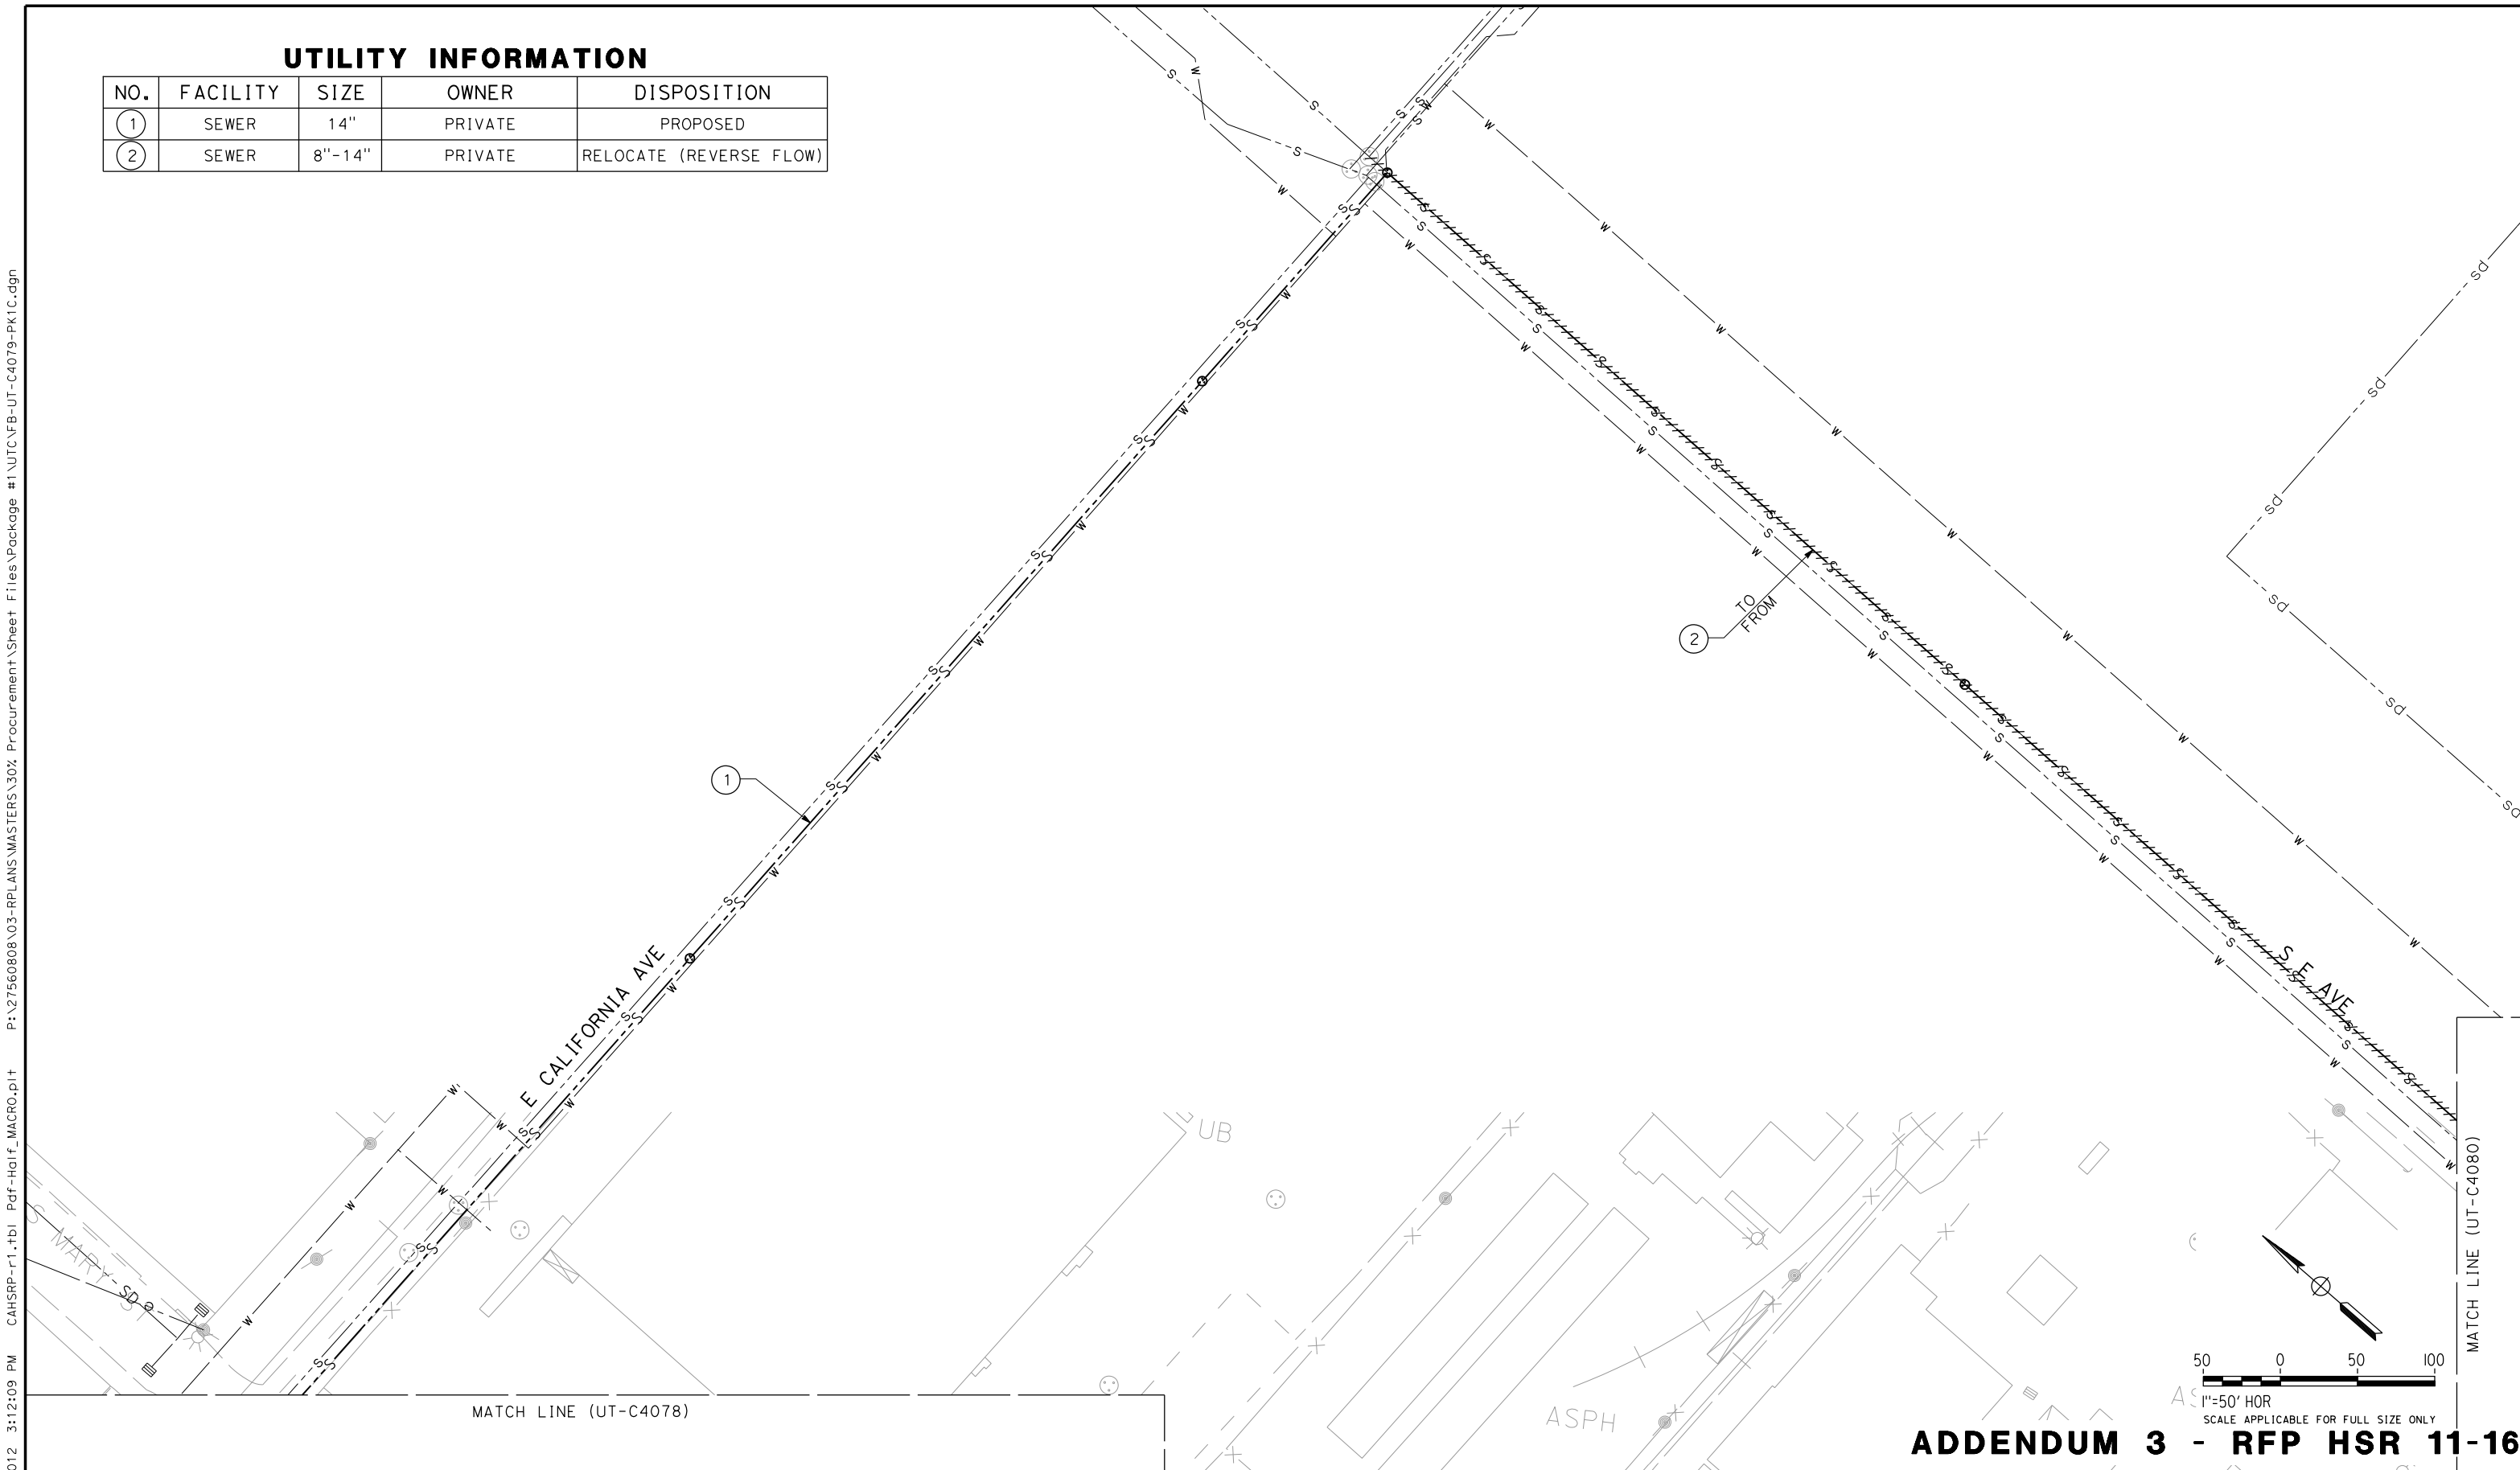 UTILITY INFORMATION
NO. FACILITY SIZE OWNER DISPOSITION
1 SEWER 14" PRIVATE PROPOSED
2 SEWER 8"-14" PRIVATE RELOCATE (REVERSE FLOW)
P:\27560808\03-RPLANS\MASTERS\30% Procurement\Sheet Files\Package #1\UTC\FB-UT-C4079-PK1C.dgn
CAHSRP-r1.tbl Pdf-Half_MACRO.plt
012 3:12:09 PM
TO
FROM
2
1
E CALIFORNIA AVE
S E AVE
S MARY S
SD
UB
ASPH
MATCH LINE (UT-C4078)
MATCH LINE (UT-C4080)
50 0 50 100
1"=50' HOR
SCALE APPLICABLE FOR FULL SIZE ONLY
ADDENDUM 3 - RFP HSR 11-16